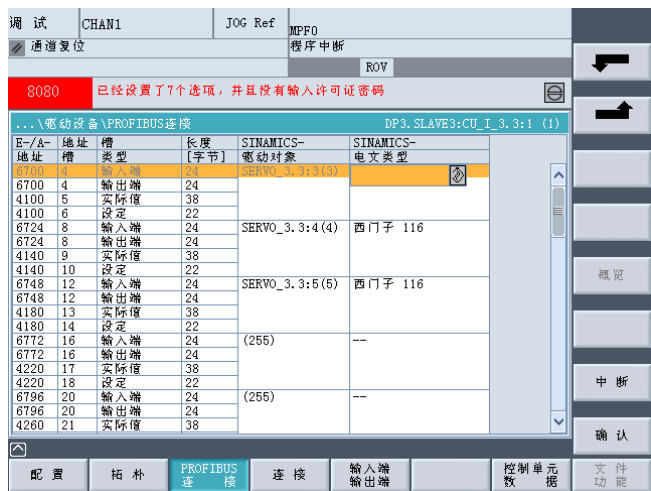 调 试 CHAN1 JOG Ref MPF0
通道复位 程序中断
ROV
8080 已经设置了7个选项，并且没有输入许可证密码
...\驱动设备\PROFIBUS连接 DP3.SLAVE3:CU_I_3.3:1 (1)
E-/A- 地址 槽 长度 SINAMICS- SINAMICS-
地址 槽 类型 [字节] 驱动对象 电文类型
6700 4 输入端 24 SERVO_3.3:3(3)
6700 4 输出端 24
4100 5 实际值 38
4100 6 设定 22
6724 8 输入端 24 SERVO_3.3:4(4) 西门子 116
6724 8 输出端 24
4140 9 实际值 38
4140 10 设定 22
6748 12 输入端 24 SERVO_3.3:5(5) 西门子 116
6748 12 输出端 24
4180 13 实际值 38
4180 14 设定 22
6772 16 输入端 24 (255) --
6772 16 输出端 24
4220 17 实际值 38
4220 18 设定 22
6796 20 输入端 24 (255) --
6796 20 输出端 24
4260 21 实际值 38
概览
中 断
确 认
配 置 拓 朴 PROFIBUS 连 接 输入端 控制单元 文 件
连 接 输出端 数 据 功 能